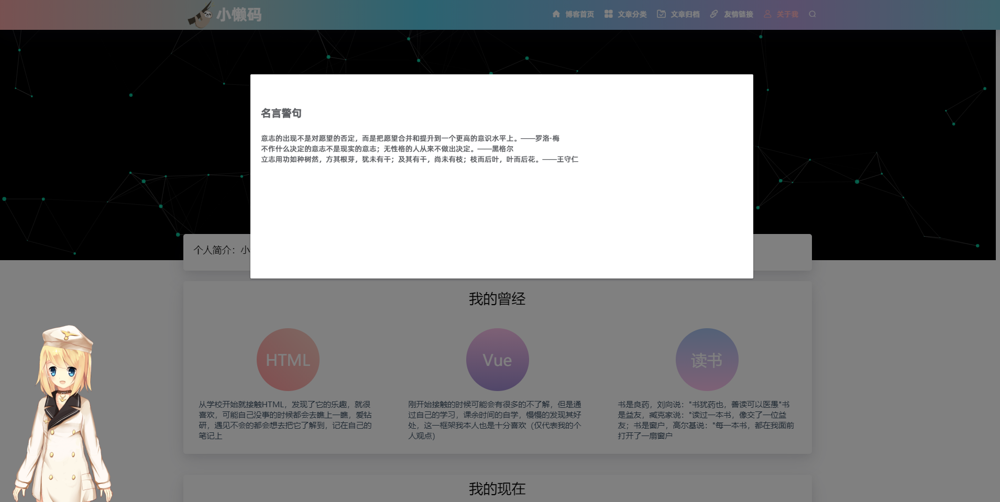 小懒码
博客首页 文章分类 文章归档 友情链接 关于我
名言警句
意志的出现不是对愿望的否定，而是把愿望合并和提升到一个更高的意识水平上。——罗洛·梅
不作什么决定的意志不是现实的意志；无性格的人从来不做出决定。——黑格尔
立志用功如种树然，方其根芽，犹未有干；及其有干，尚未有枝；枝而后叶，叶而后花。——王守仁
个人简介：小
我的曾经
HTML
从学校开始就接触HTML，发现了它的乐趣，就很
喜欢，可能自己没事的时候都会去瞧上一瞧，爱钻
研，遇见不会的都会想去把它了解到，记在自己的
笔记上
Vue
刚开始接触的时候可能会有很多的不了解，但是通
过自己的学习，课余时间的自学，慢慢的发现其好
处，这一框架我本人也是十分喜欢（仅代表我的个
人观点）
读书
书是良药，刘向说："书犹药也，善读可以医愚"书
是益友，臧克家说："读过一本书，像交了一位益
友；书是窗户，高尔基说："每一本书，都在我面前
打开了一扇窗户
我的现在